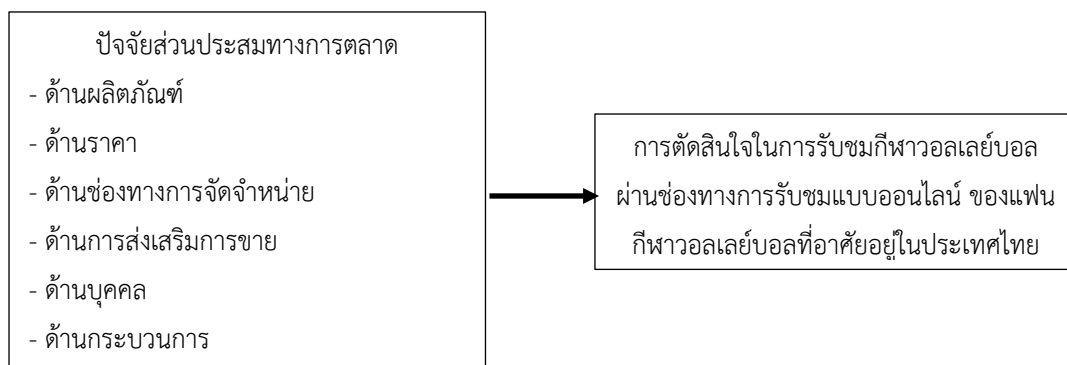 ปัจจัยส่วนประสมทางการตลาด
- ด้านผลิตภัณฑ์
- ด้านราคา
- ด้านช่องทางการจัดจำหน่าย
- ด้านการส่งเสริมการขาย
- ด้านบุคคล
- ด้านกระบวนการ
การตัดสินใจในการรับชมกีฬาวอลเลย์บอล
ผ่านช่องทางการรับชมแบบออนไลน์ ของแฟน
กีฬาวอลเลย์บอลที่อาศัยอยู่ในประเทศไทย